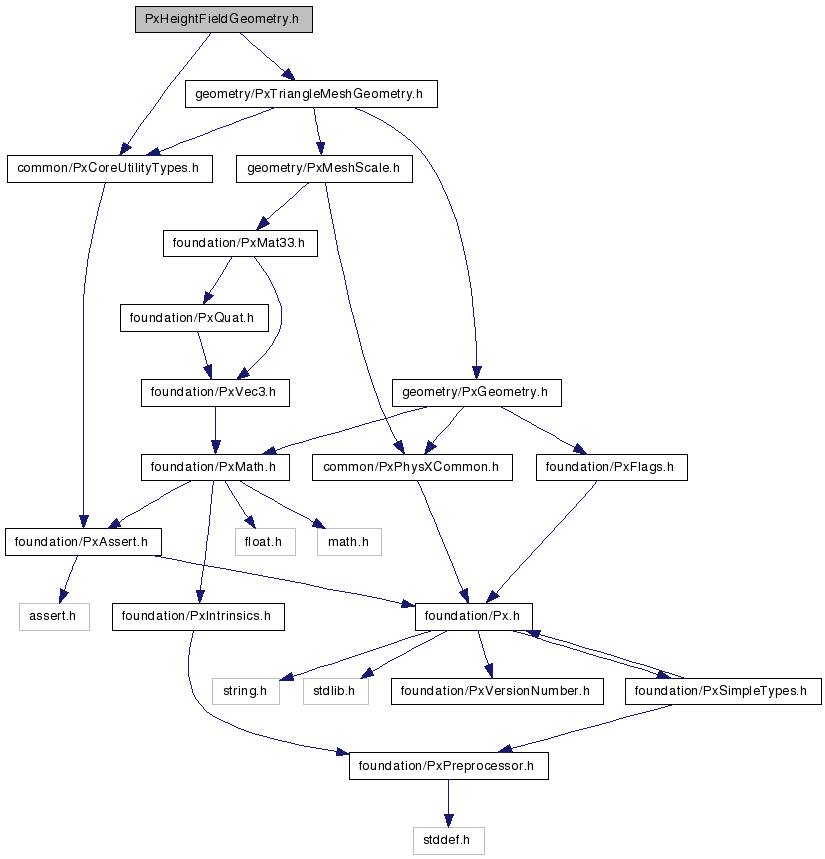 PxHeightFieldGeometry.h
geometry/PxTriangleMeshGeometry.h
common/PxCoreUtilityTypes.h
geometry/PxMeshScale.h
foundation/PxMat33.h
foundation/PxQuat.h
foundation/PxVec3.h
geometry/PxGeometry.h
foundation/PxMath.h
common/PxPhysXCommon.h
foundation/PxFlags.h
foundation/PxAssert.h
float.h
math.h
assert.h
foundation/PxIntrinsics.h
foundation/Px.h
string.h
stdlib.h
foundation/PxVersionNumber.h
foundation/PxSimpleTypes.h
foundation/PxPreprocessor.h
stddef.h